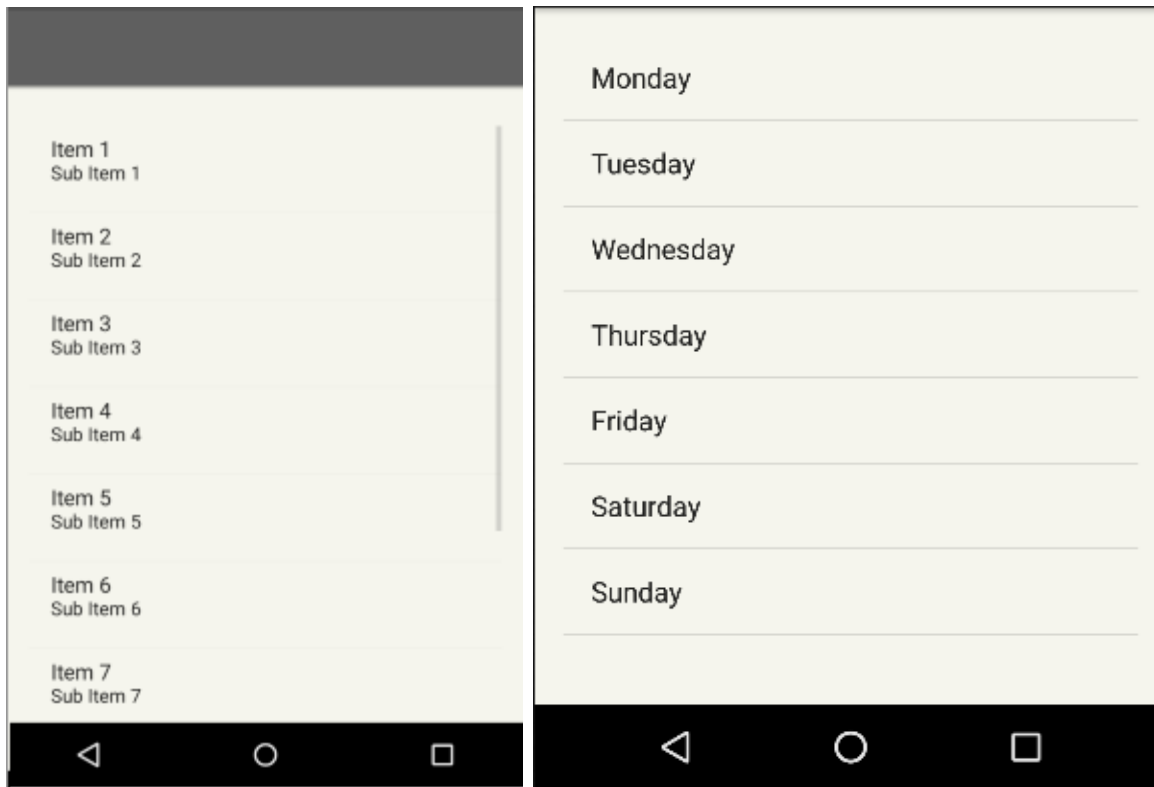 Item 1
Sub Item 1
Item 2
Sub Item 2
Item 3
Sub Item 3
Item 4
Sub Item 4
Item 5
Sub Item 5
Item 6
Sub Item 6
Item 7
Sub Item 7
Monday
Tuesday
Wednesday
Thursday
Friday
Saturday
Sunday